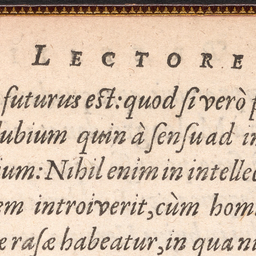 LECTORE
futurus est: quod si verò p
ubium quin à sensu ad in
ium: Nihil enim in intellec
em introiverit, cùm hom
æ rasæ habeatur, in qua ni